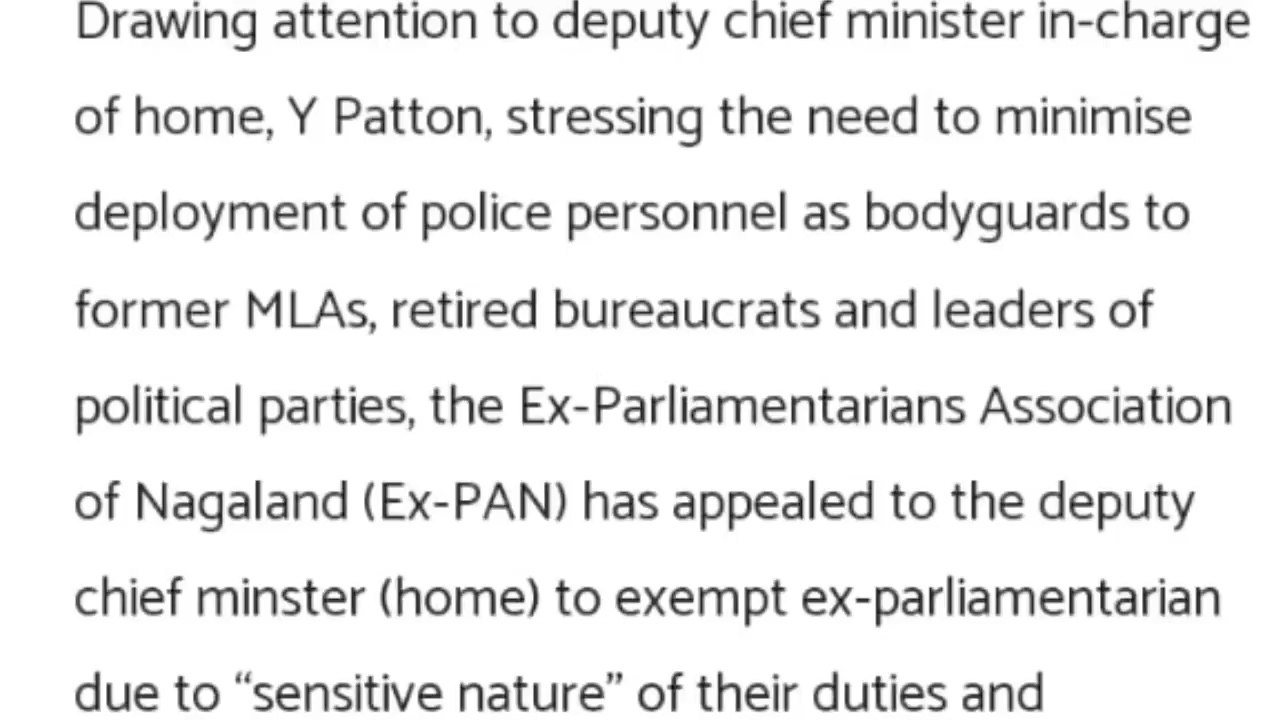 Drawing attention to deputy chief minister in-charge
of home, Y Patton, stressing the need to minimise
deployment of police personnel as bodyguards to
former MLAs, retired bureaucrats and leaders of
political parties, the Ex-Parliamentarians Association
of Nagaland (Ex-PAN) has appealed to the deputy
chief minster (home) to exempt ex-parliamentarian
due to “sensitive nature” of their duties and